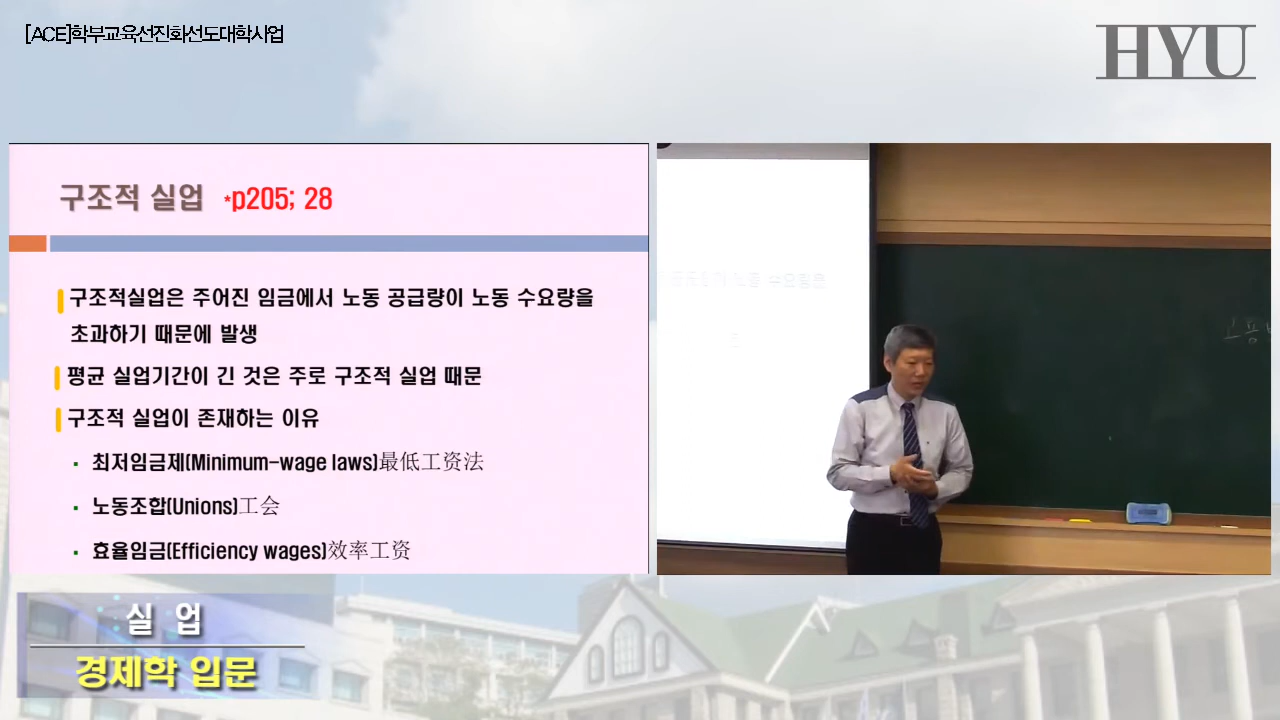 [ACE]학부교육선진화선도대학사업
HYU
구조적 실업 *p205; 28
구조적실업은 주어진 임금에서 노동 공급량이 노동 수요량을
초과하기 때문에 발생
평균 실업기간이 긴 것은 주로 구조적 실업 때문
구조적 실업이 존재하는 이유
최저임금제(Minimum-wage laws)最低工资法
노동조합(Unions)工会
효율임금(Efficiency wages)效率工资
실 업
경제학 입문